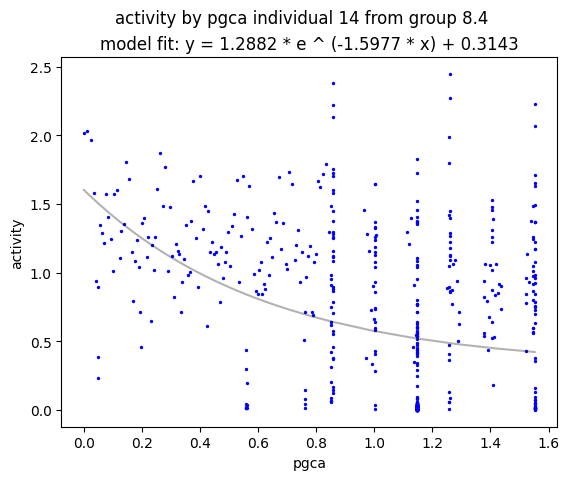 activity by pgca individual 14 from group 8.4
model fit: y = 1.2882 * e ^ (-1.5977 * x) + 0.3143
2.5
2.0
1.5
1.0
0.5
0.0
activity
0.0 0.2 0.4 0.6 0.8 1.0 1.2 1.4 1.6
pgca